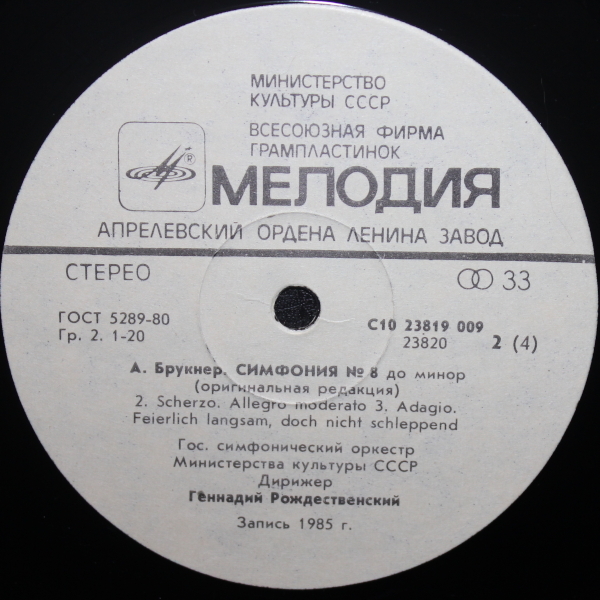 МИНИСТЕРСТВО
КУЛЬТУРЫ СССР
ВСЕСОЮЗНАЯ ФИРМА
ГРАМПЛАСТИНОК
®
МЕЛОДИЯ
АПРЕЛЕВСКИЙ ОРДЕНА ЛЕНИНА ЗАВОД
СТЕРЕО 33
ГОСТ 5289-80 С10 23819 009
Гр. 2. 1-20 23820 2 (4)
А. Брукнер. СИМФОНИЯ № 8 до минор
(оригинальная редакция)
2. Scherzo. Allegro moderato 3. Adagio.
Feierlich langsam, doch nicht schleppend
Гос. симфонический оркестр
Министерства культуры СССР
Дирижер
Геннадий Рождественский
Запись 1985 г.